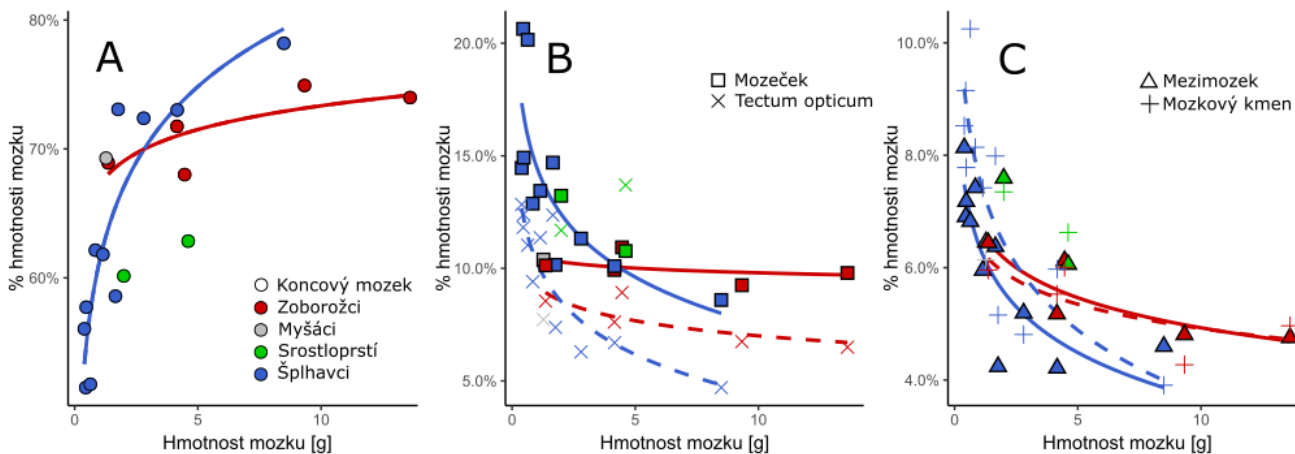 A
80%
70%
60%
% hmotnosti mozku
0
5
10
Hmotnost mozku [g]
Koncový mozek
Zoborožci
Myšáci
Srostloprstí
Šplhavci
B
20.0%
15.0%
10.0%
5.0%
% hmotnosti mozku
0
5
10
Hmotnost mozku [g]
Mozeček
Tectum opticum
C
10.0%
8.0%
6.0%
4.0%
% hmotnosti mozku
0
5
10
Hmotnost mozku [g]
Mezimozek
Mozkový kmen